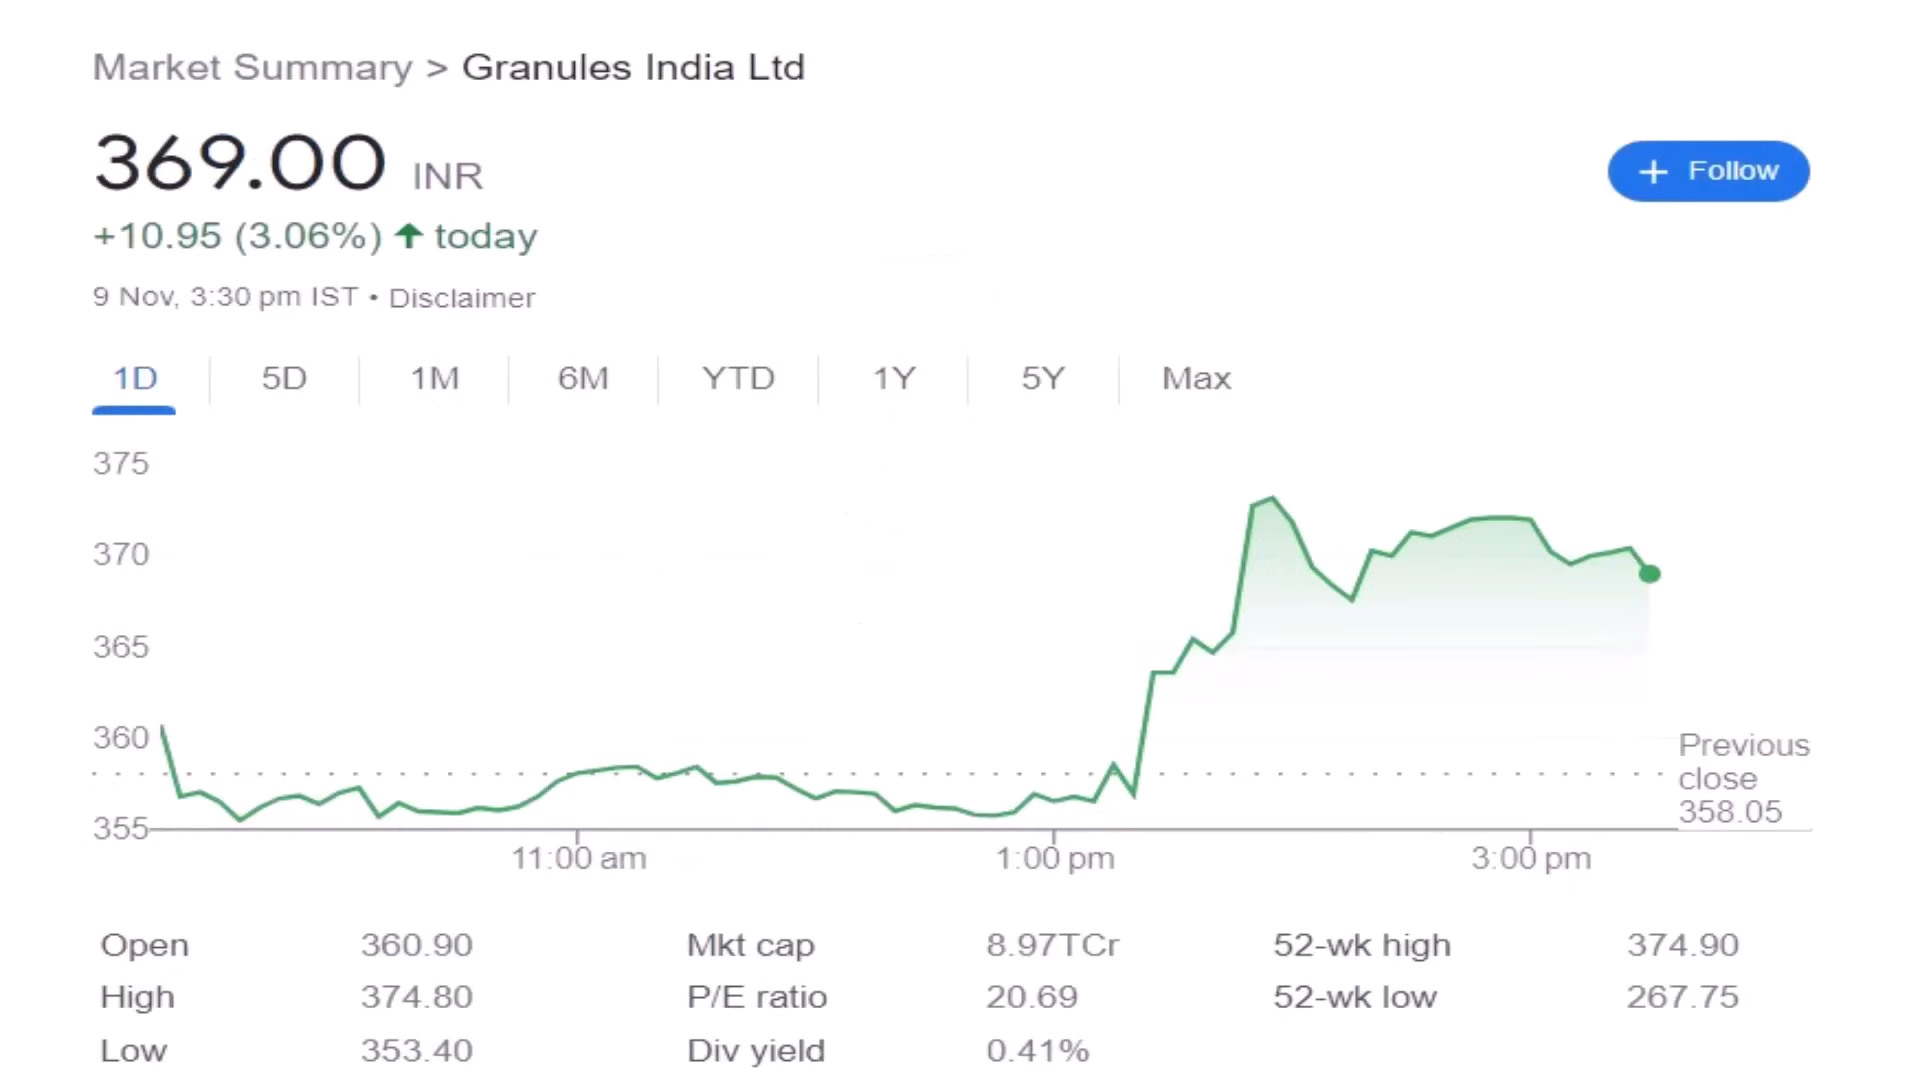 Market Summary > Granules India Ltd
369.00 INR
+ Follow
+10.95 (3.06%) ↑ today
9 Nov, 3:30 pm IST • Disclaimer
1D 5D 1M 6M YTD 1Y 5Y Max
375
370
365
360
355
Previous
close
358.05
11:00 am 1:00 pm 3:00 pm
Open 360.90 Mkt cap 8.97TCr 52-wk high 374.90
High 374.80 P/E ratio 20.69 52-wk low 267.75
Low 353.40 Div yield 0.41%